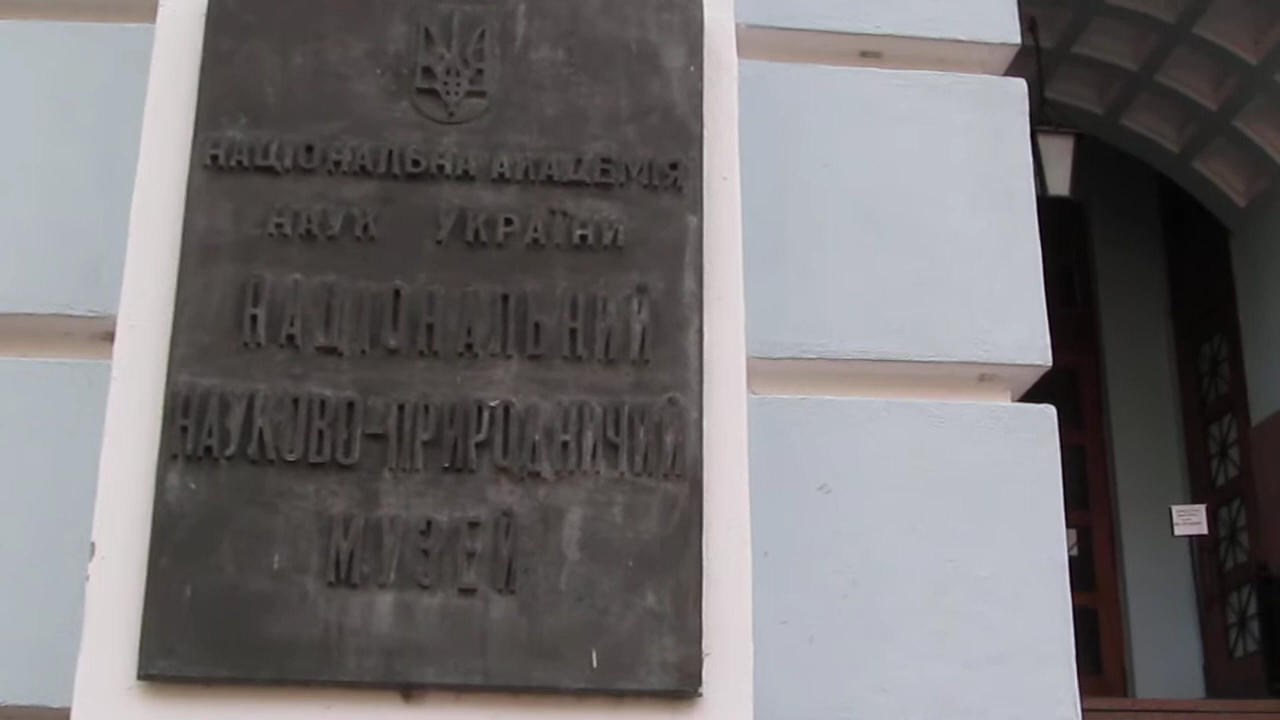 НАЦІОНАЛЬНА АКАДЕМІЯ
НАУК УКРАЇНИ
НАЦІОНАЛЬНИЙ
НАУКОВО-ПРИРОДНИЧИЙ
МУЗЕЙ